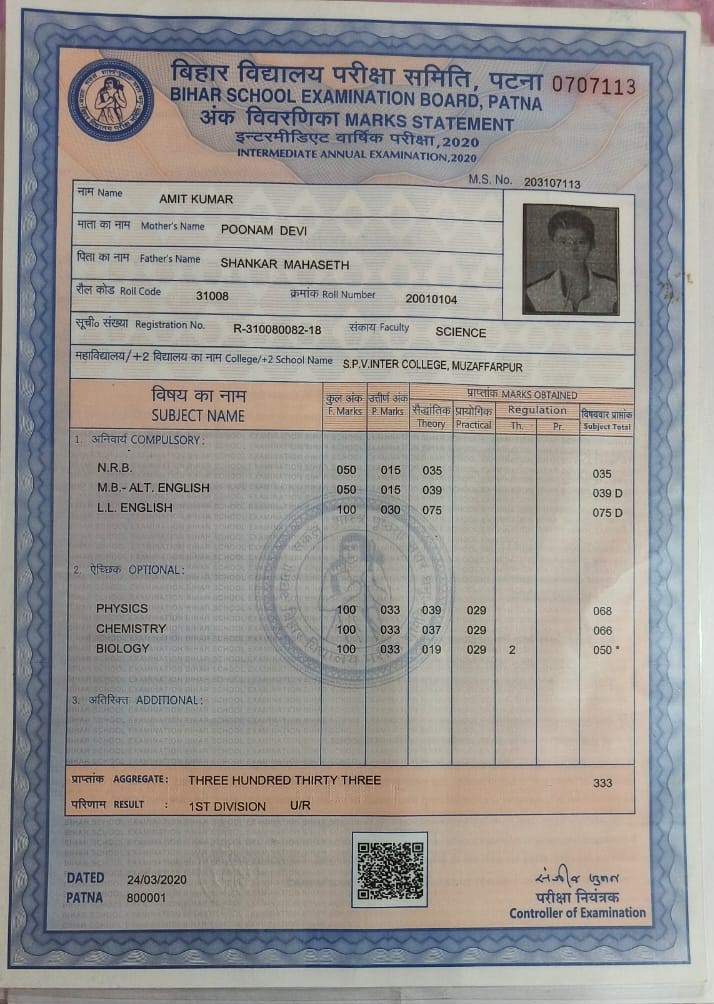 बिहार विद्यालय परीक्षा समिति, पटना 0707113
BIHAR SCHOOL EXAMINATION BOARD, PATNA
अंक विवरणिका MARKS STATEMENT
इन्टरमीडिएट वार्षिक परीक्षा,2020
INTERMEDIATE ANNUAL EXAMINATION,2020
M.S. No. 203107113
नाम Name AMIT KUMAR
माता का नाम Mother's Name POONAM DEVI
पिता का नाम Father's Name SHANKAR MAHASETH
रौल कोड Roll Code 31008 क्रमांक Roll Number 20010104
सूची० संख्या Registration No. R-310080082-18 संकाय Faculty SCIENCE
महाविद्यालय/+2 विद्यालय का नाम College/+2 School Name S.P.V.INTER COLLEGE, MUZAFFARPUR
विषय का नाम कुल अंक उत्तीर्ण अंक प्राप्तांक MARKS OBTAINED
SUBJECT NAME F. Marks P. Marks सैद्धांतिक प्रायोगिक Regulation विषयवार प्राप्तांक
Theory Practical Th. Pr. Subject Total
1. अनिवार्य COMPULSORY:
N.R.B. 050 015 035 035
M.B.- ALT. ENGLISH 050 015 039 039 D
L.L. ENGLISH 100 030 075 075 D
2. ऐच्छिक OPTIONAL:
PHYSICS 100 033 039 029 068
CHEMISTRY 100 033 037 029 066
BIOLOGY 100 033 019 029 2 050 *
3. अतिरिक्त ADDITIONAL:
प्राप्तांक AGGREGATE: THREE HUNDRED THIRTY THREE 333
परिणाम RESULT : 1ST DIVISION U/R
DATED 24/03/2020
PATNA 800001
परीक्षा नियंत्रक
Controller of Examination